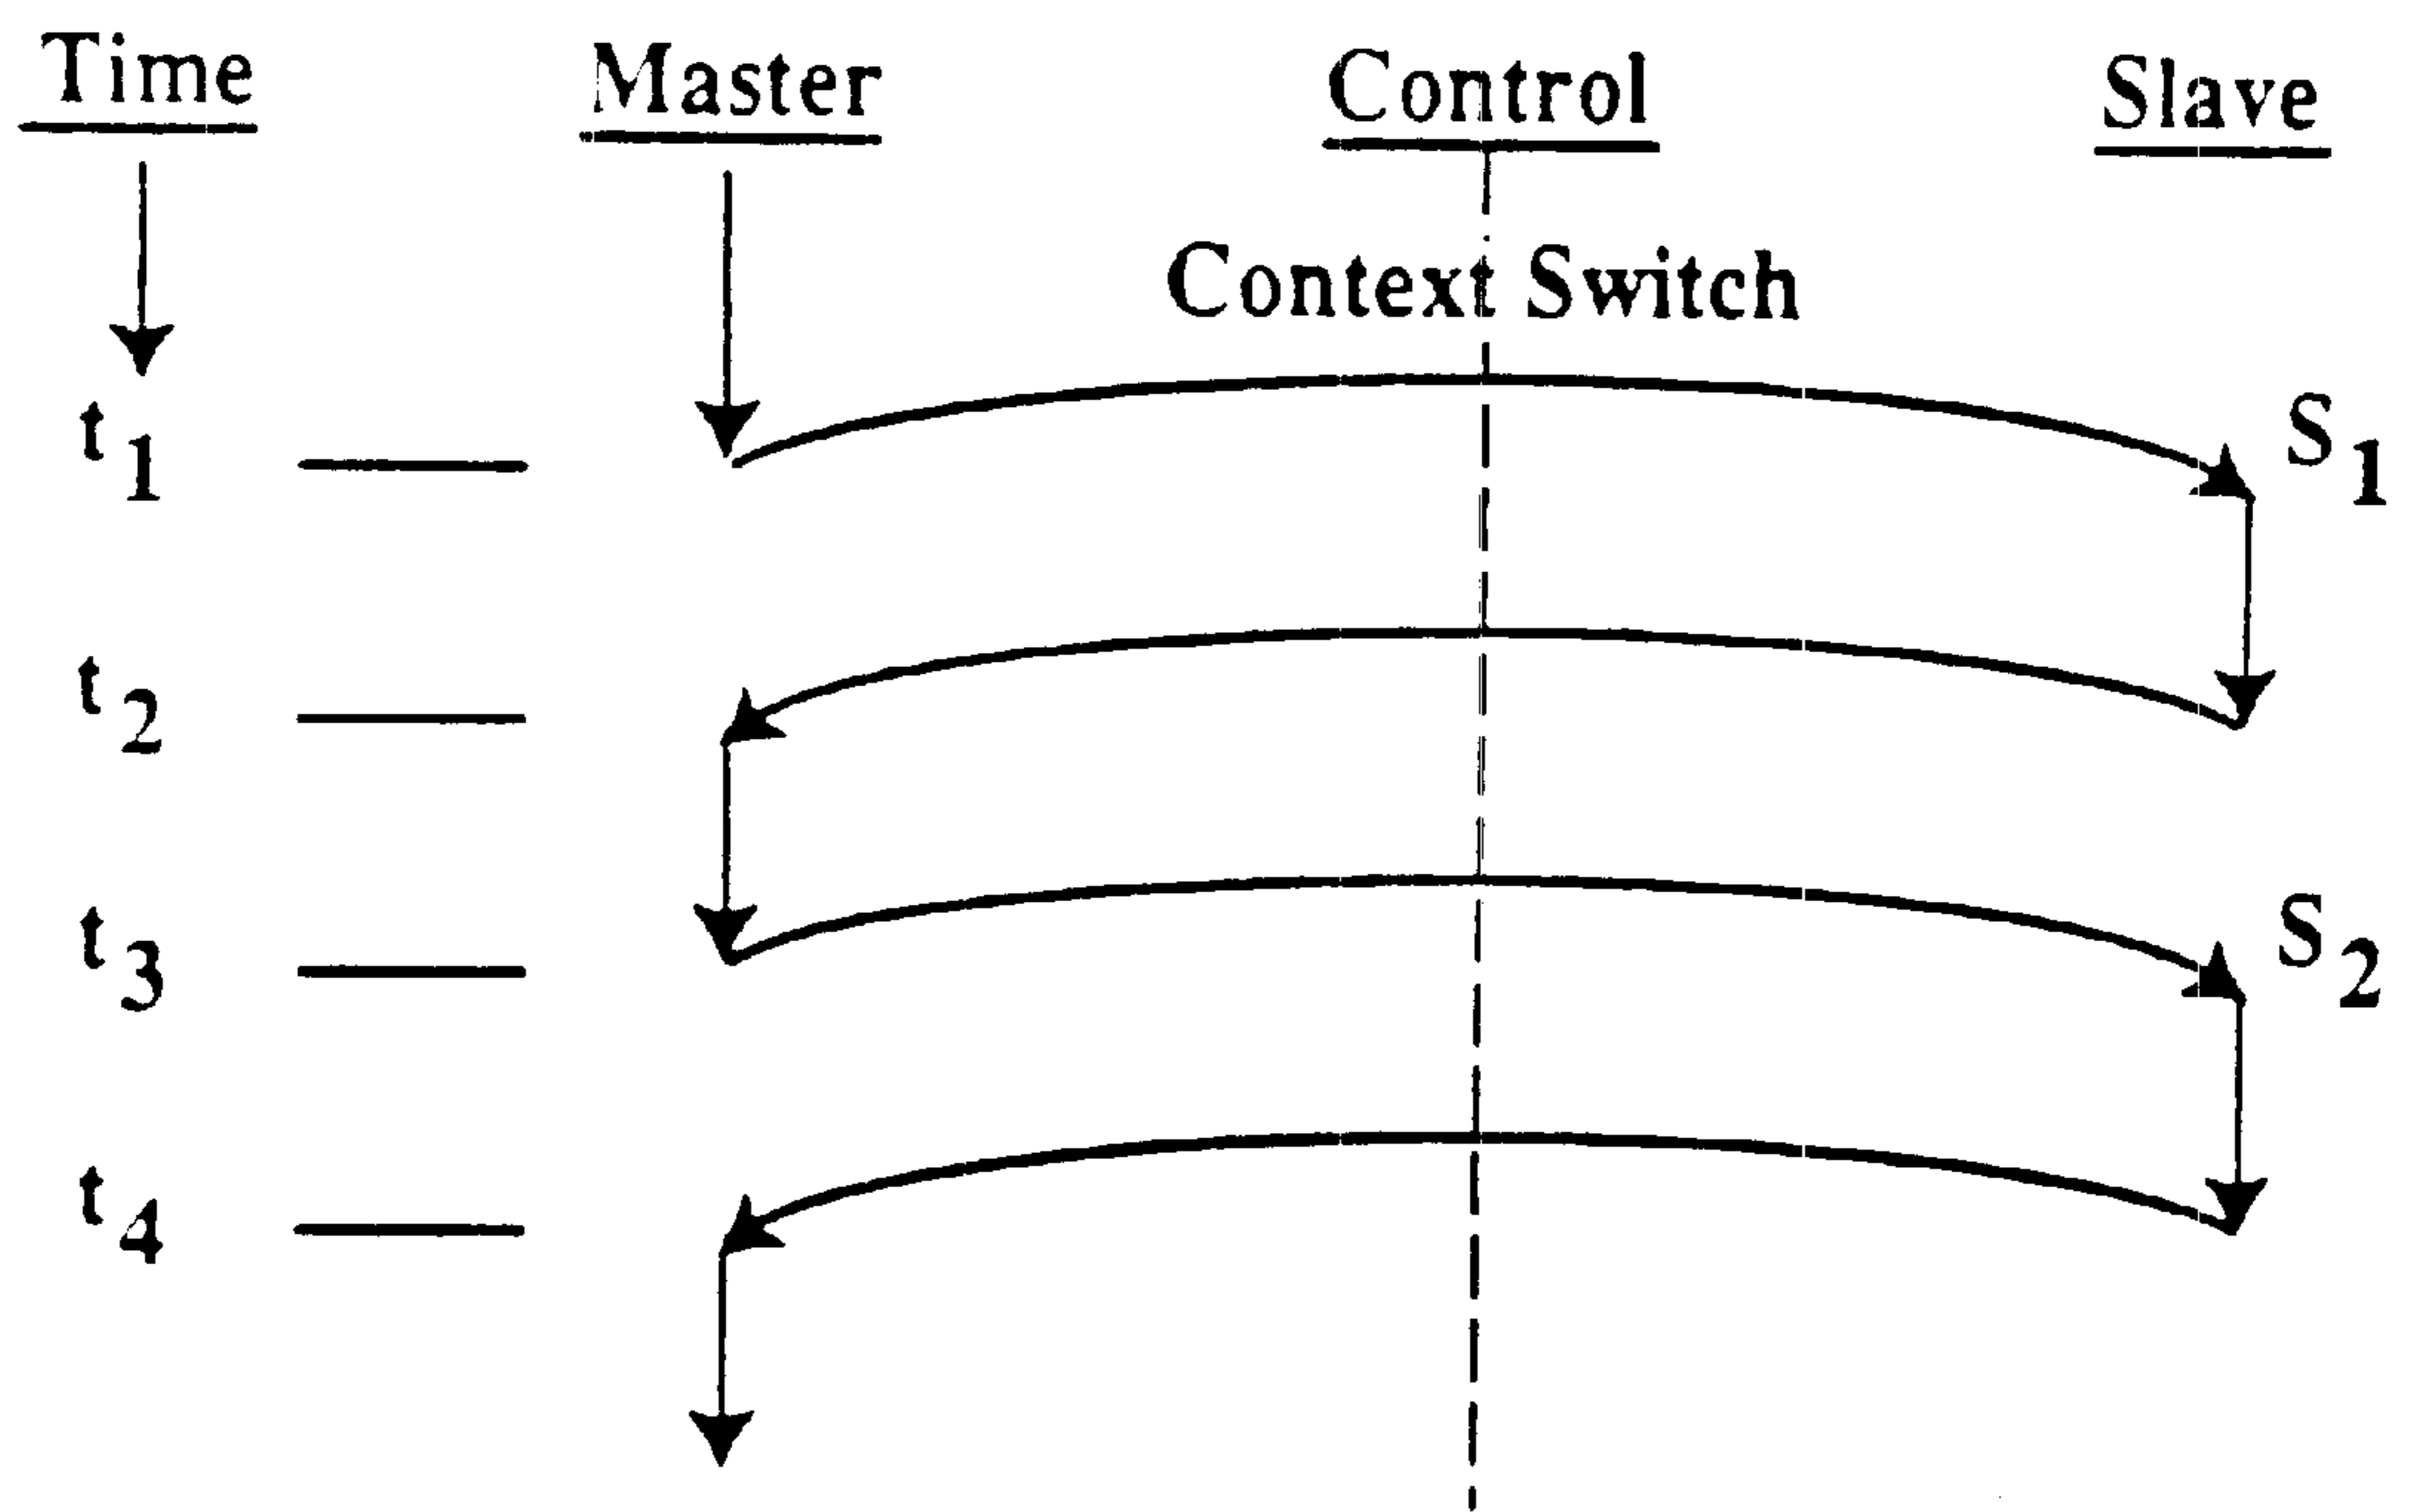 Time Master Control Slave
Context Switch
t1 S1
t2
t3 S2
t4